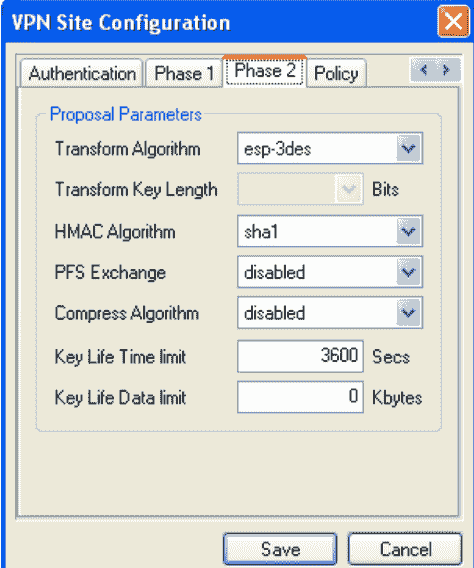 VPN Site Configuration
Authentication Phase 1 Phase 2 Policy
Proposal Parameters
Transform Algorithm esp-3des
Transform Key Length Bits
HMAC Algorithm sha1
PFS Exchange disabled
Compress Algorithm disabled
Key Life Time limit 3600 Secs
Key Life Data limit 0 Kbytes
Save Cancel